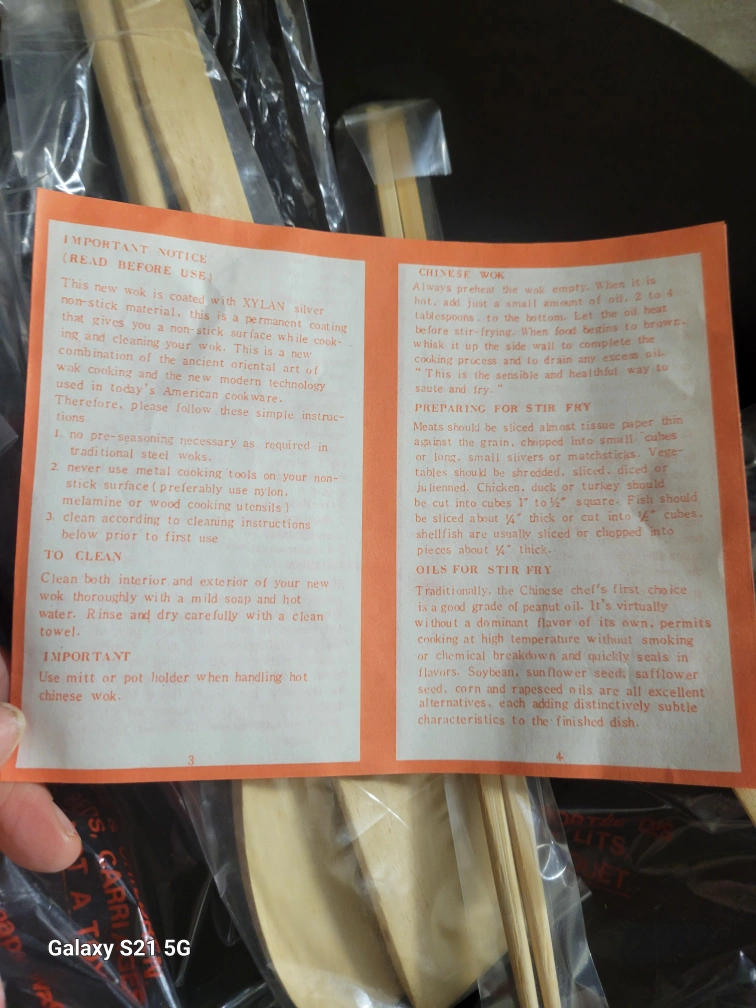 IMPORTANT NOTICE
(READ BEFORE USE)
This new wok is coated with XYLAN silver
non-stick material, this is a permanent coating
that gives you a non-stick surface while cook-
ing and cleaning your wok. This is a new
combination of the ancient oriental art of
wok cooking and the new modern technology
used in today's American cookware.
Therefore, please follow these simple instruc-
tions
1. no pre-seasoning necessary as required in
traditional steel woks.
2. never use metal cooking tools on your non-
stick surface ( preferably use nylon,
melamine or wood cooking utensils )
3. clean according to cleaning instructions
below prior to first use
TO CLEAN
Clean both interior and exterior of your new
wok thoroughly with a mild soap and hot
water. Rinse and dry carefully with a clean
towel.
IMPORTANT
Use mitt or pot holder when handling hot
chinese wok.
3
CHINESE WOK
Always preheat the wok empty. When it is
hot, add just a small amount of oil, 2 to 4
tablespoons, to the bottom. Let the oil heat
before stir-frying. When food begins to brown,
whisk it up the side wall to complete the
cooking process and to drain any excess oil.
" This is the sensible and healthful way to
saute and fry. "
PREPARING FOR STIR FRY
Meats should be sliced almost tissue paper thin
against the grain, chopped into small cubes
or long, small slivers or matchsticks. Vege-
tables should be shredded, sliced, diced or
julienned. Chicken, duck or turkey should
be cut into cubes 1" to ½" square. Fish should
be sliced about ¼" thick or cut into ½" cubes,
shellfish are usually sliced or chopped into
pieces about ¼" thick.
OILS FOR STIR FRY
Traditionally, the Chinese chef's first choice
is a good grade of peanut oil. It's virtually
without a dominant flavor of its own, permits
cooking at high temperature without smoking
or chemical breakdown and quickly seals in
flavors. Soybean, sunflower seed, safflower
seed, corn and rapeseed oils are all excellent
alternatives, each adding distinctively subtle
characteristics to the finished dish.
4
CARRI
T A T
LITS
Galaxy S21 5G